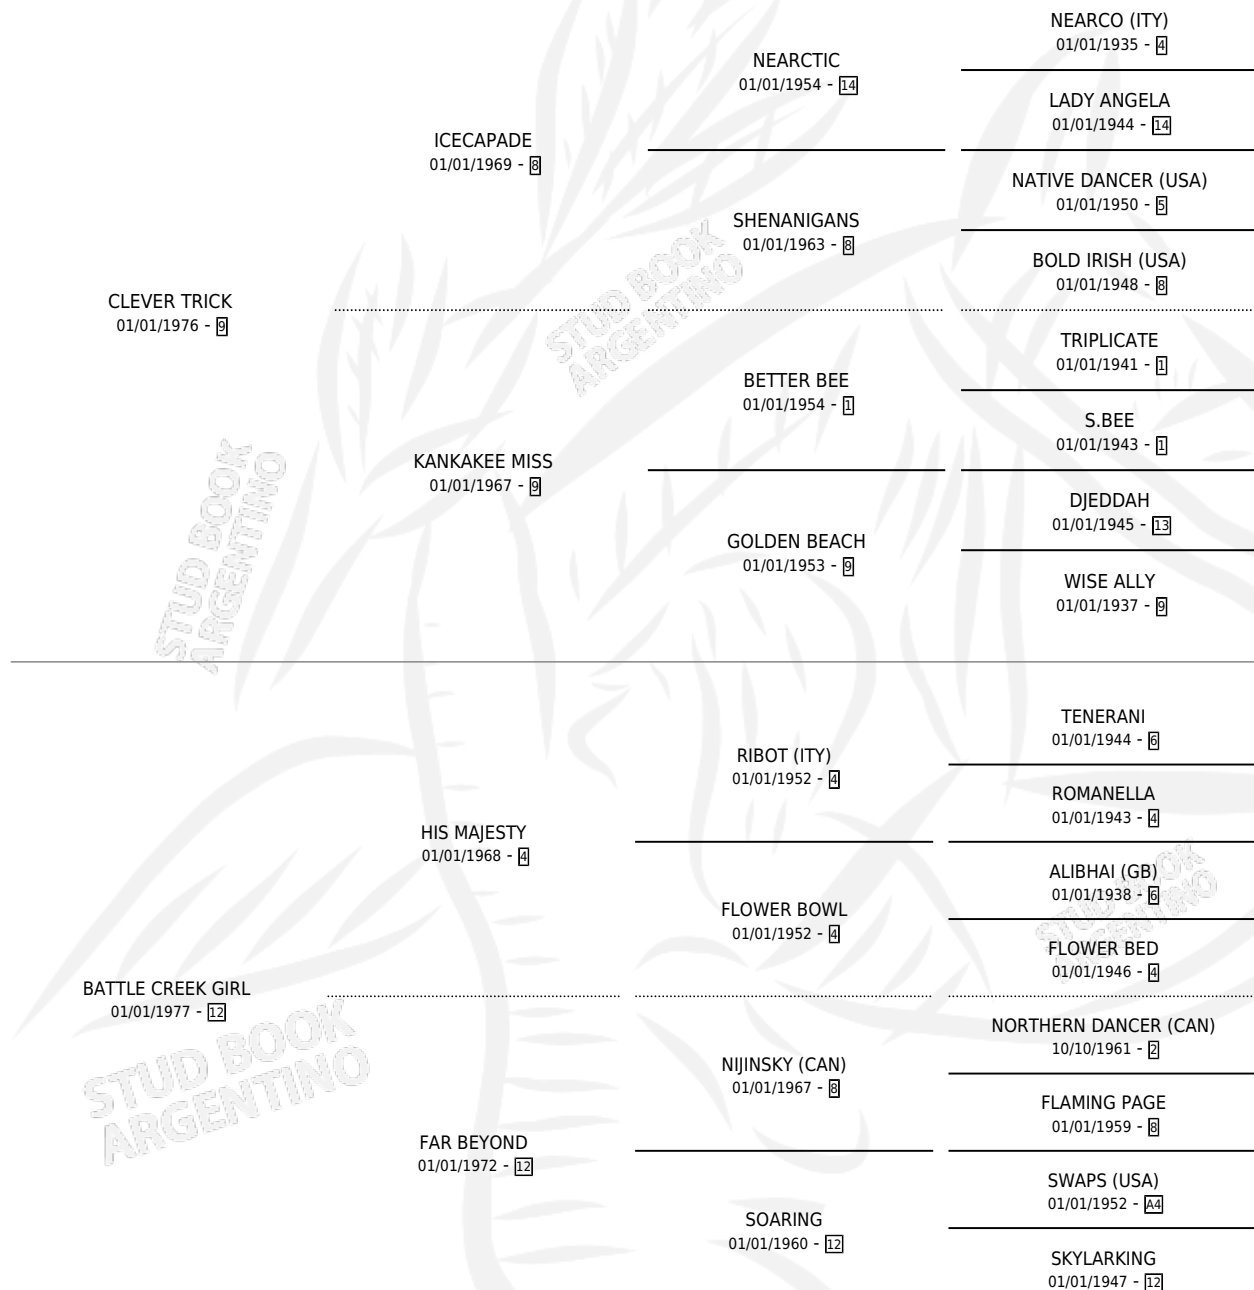 NEARCO (ITY)
01/01/1935 - 4
NEARCTIC
01/01/1954 - 14
LADY ANGELA
01/01/1944 - 14
ICECAPADE
01/01/1969 - 8
NATIVE DANCER (USA)
01/01/1950 - 5
SHENANIGANS
01/01/1963 - 8
BOLD IRISH (USA)
01/01/1948 - 8
CLEVER TRICK
01/01/1976 - 9
STUD BOOK
ARGENTINO
TRIPLICATE
01/01/1941 - 1
BETTER BEE
01/01/1954 - 1
S.BEE
01/01/1943 - 1
KANKAKEE MISS
01/01/1967 - 9
DJEDDAH
01/01/1945 - 13
GOLDEN BEACH
01/01/1953 - 9
WISE ALLY
01/01/1937 - 9
STUD BOOK
ARGENTINO
TENERANI
01/01/1944 - 6
RIBOT (ITY)
01/01/1952 - 4
ROMANELLA
01/01/1943 - 4
HIS MAJESTY
01/01/1968 - 4
ALIBHAI (GB)
01/01/1938 - 6
FLOWER BOWL
01/01/1952 - 4
STUD BOOK
ARGENTINO
FLOWER BED
01/01/1946 - 4
BATTLE CREEK GIRL
01/01/1977 - 12
NORTHERN DANCER (CAN)
10/10/1961 - 2
STUD BOOK
ARGENTINO
NIJINSKY (CAN)
01/01/1967 - 8
FLAMING PAGE
01/01/1959 - 8
FAR BEYOND
01/01/1972 - 12
SWAPS (USA)
01/01/1952 - A4
SOARING
01/01/1960 - 12
SKYLARKING
01/01/1947 - 12